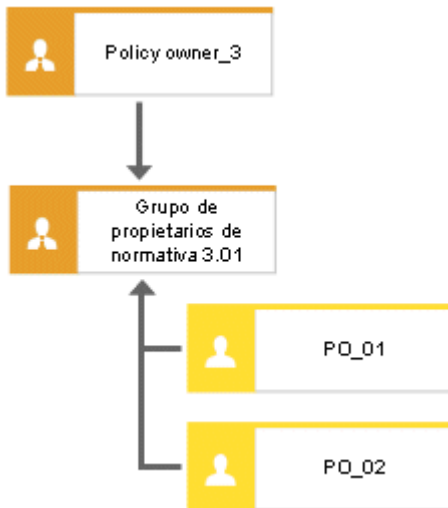 Policy owner_3
Grupo de
propietarios de
normativa 3.01
PO_01
PO_02